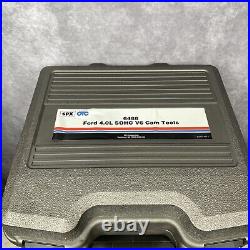 SPX OTC
6488
Ford 4.0L SOHC V6 Cam Tools